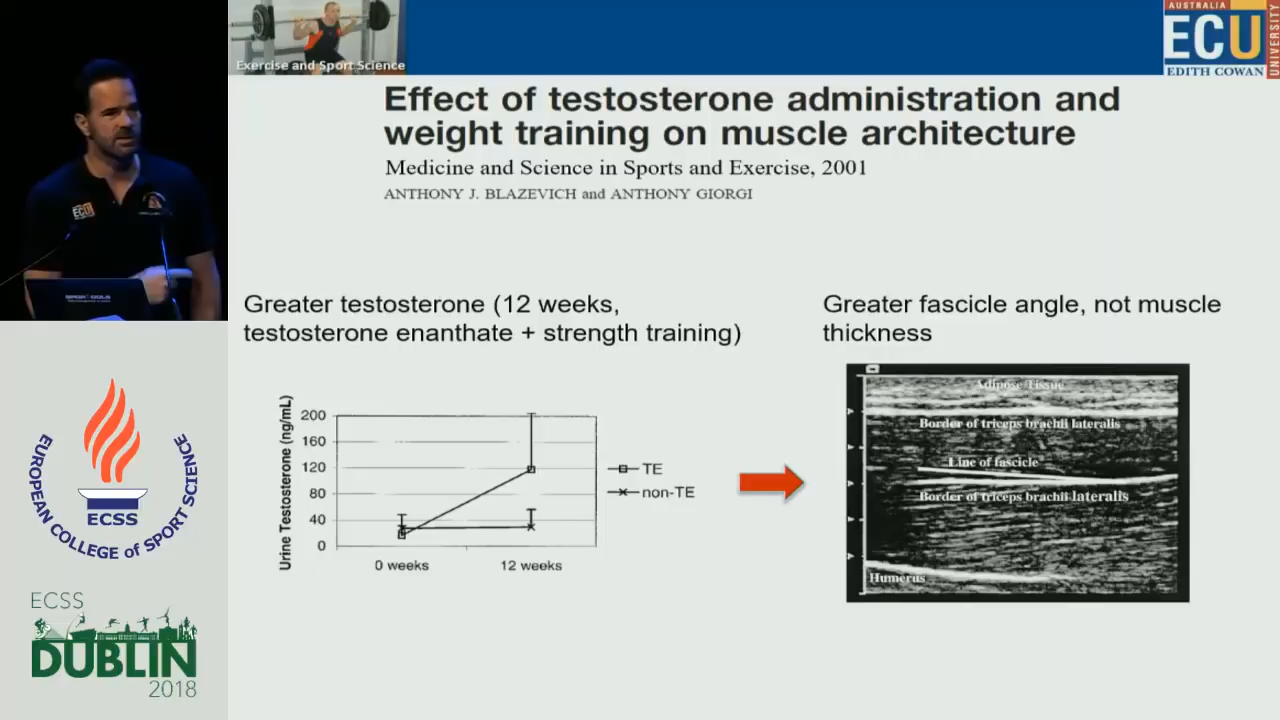 Exercise and Sport Science
AUSTRALIA
ECU
EDITH COWAN
UNIVERSITY
Effect of testosterone administration and
weight training on muscle architecture
Medicine and Science in Sports and Exercise, 2001
ANTHONY J. BLAZEVICH and ANTHONY GIORGI
ECU
Greater testosterone (12 weeks,
testosterone enanthate + strength training)
Greater fascicle angle, not muscle
thickness
Urine Testosterone (ng/mL)
200
160
120
80
40
0
0 weeks
12 weeks
TE
non-TE
Adipose Tissue
Border of triceps brachii lateralis
Line of fascicle
Border of triceps brachii lateralis
Humerus
EUROPEAN COLLEGE of SPORT SCIENCE
ECSS
ECSS
DUBLIN
2018